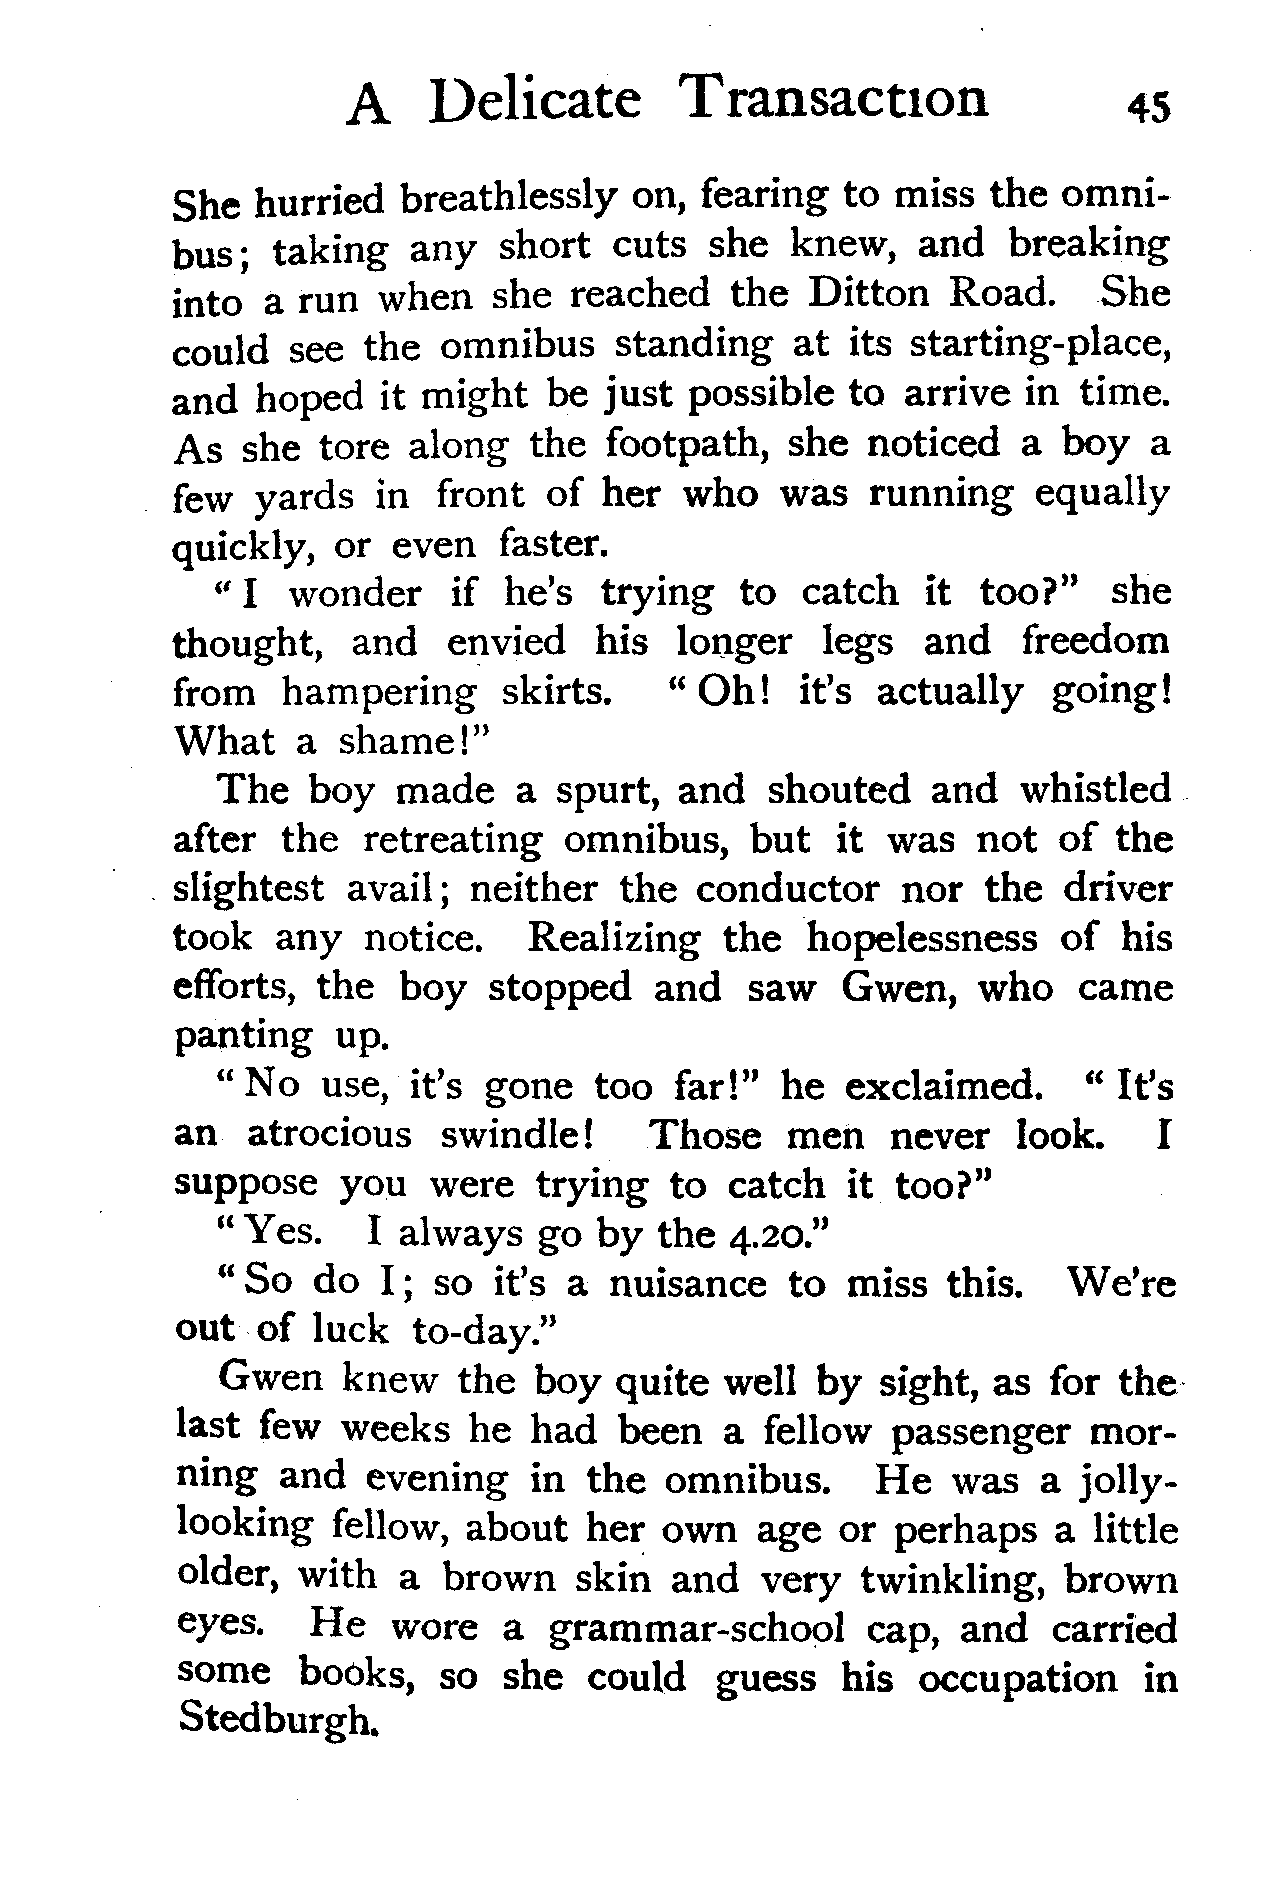 A Delicate Transaction 45
She hurried breathlessly on, fearing to miss the omni-
bus; taking any short cuts she knew, and breaking
into a run when she reached the Ditton Road. She
could see the omnibus standing at its starting-place,
and hoped it might be just possible to arrive in time.
As she tore along the footpath, she noticed a boy a
few yards in front of her who was running equally
quickly, or even faster.
“I wonder if he's trying to catch it too?” she
thought, and envied his longer legs and freedom
from hampering skirts. “Oh! it's actually going!
What a shame!”
The boy made a spurt, and shouted and whistled
after the retreating omnibus, but it was not of the
slightest avail; neither the conductor nor the driver
took any notice. Realizing the hopelessness of his
efforts, the boy stopped and saw Gwen, who came
panting up.
“No use, it's gone too far!” he exclaimed. “It's
an atrocious swindle! Those men never look. I
suppose you were trying to catch it too?”
“Yes. I always go by the 4.20.”
“So do I; so it's a nuisance to miss this. We're
out of luck to-day.”
Gwen knew the boy quite well by sight, as for the
last few weeks he had been a fellow passenger mor-
ning and evening in the omnibus. He was a jolly-
looking fellow, about her own age or perhaps a little
older, with a brown skin and very twinkling, brown
eyes. He wore a grammar-school cap, and carried
some books, so she could guess his occupation in
Stedburgh.